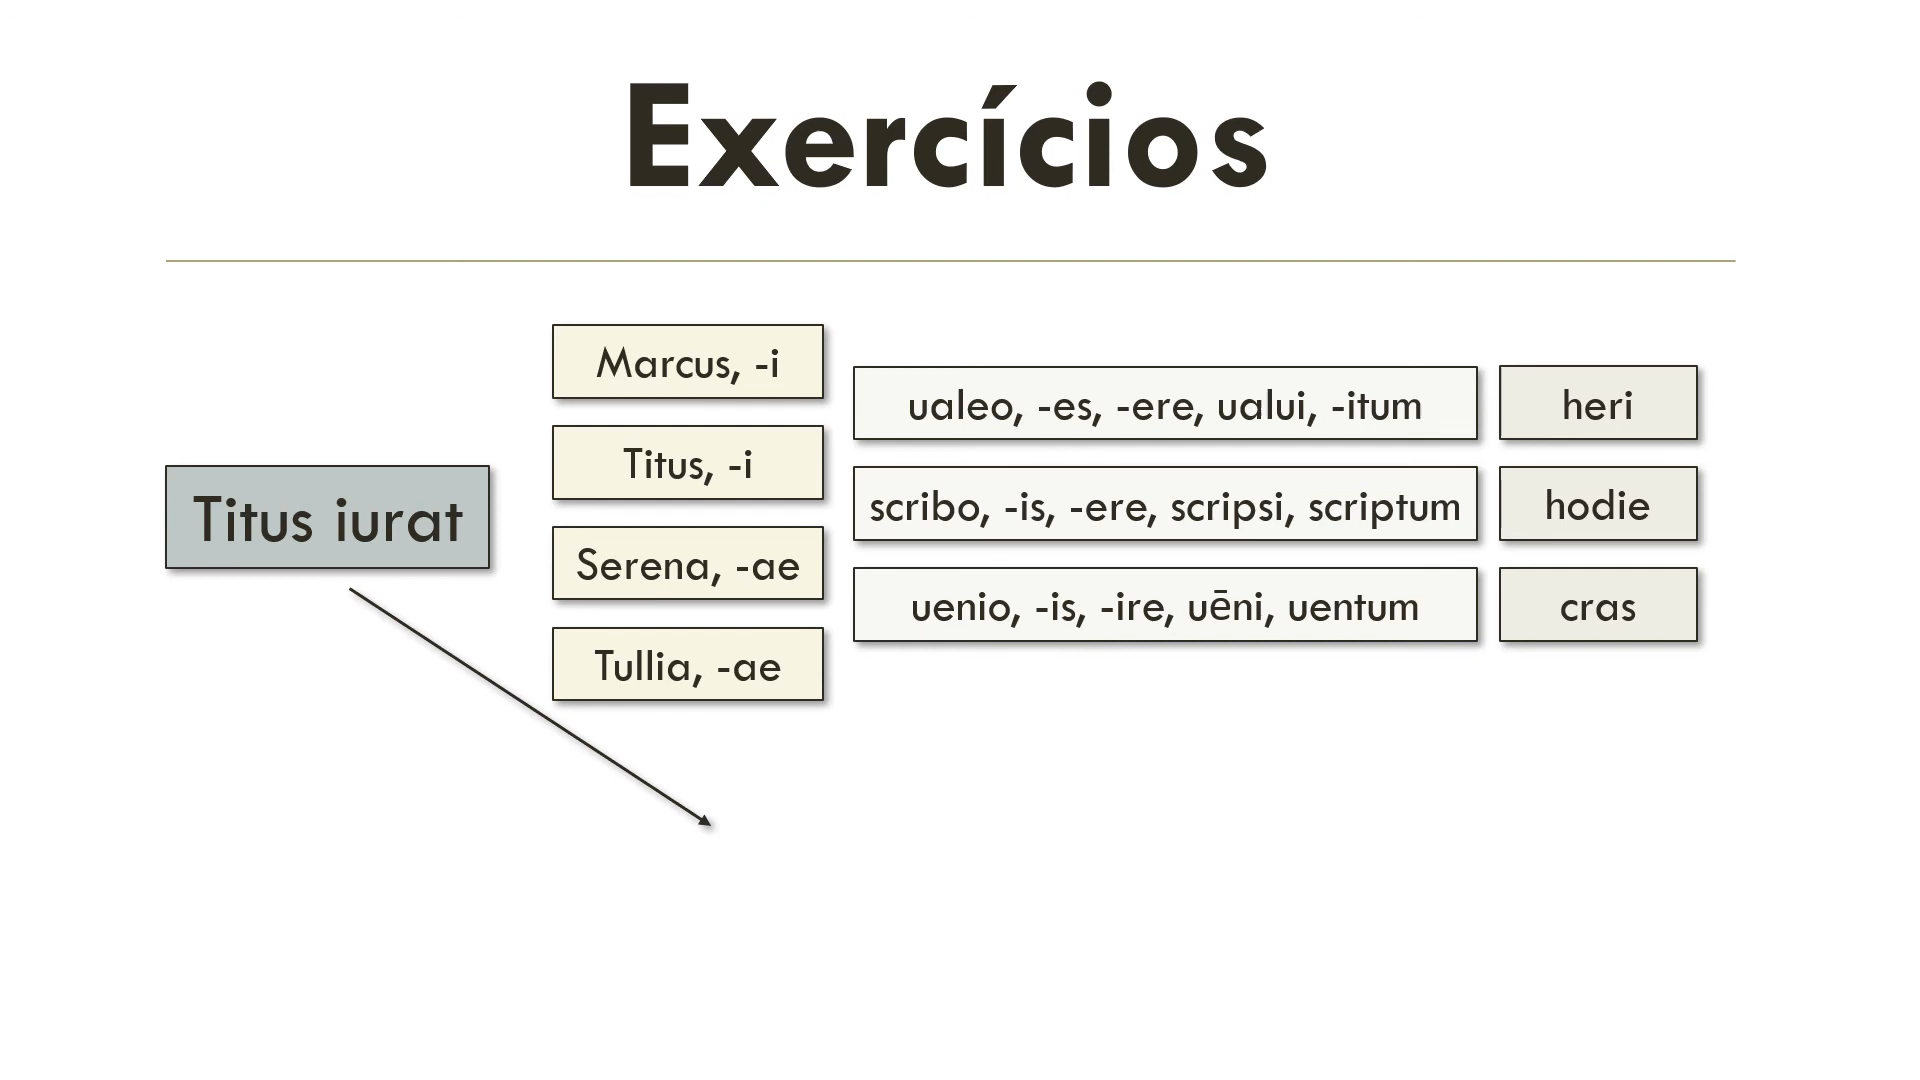 Exercícios
Titus iurat
Marcus, -i
Titus, -i
Serena, -ae
Tullia, -ae
ualeo, -es, -ere, ualui, -itum
scribo, -is, -ere, scripsi, scriptum
uenio, -is, -ire, uēni, uentum
heri
hodie
cras